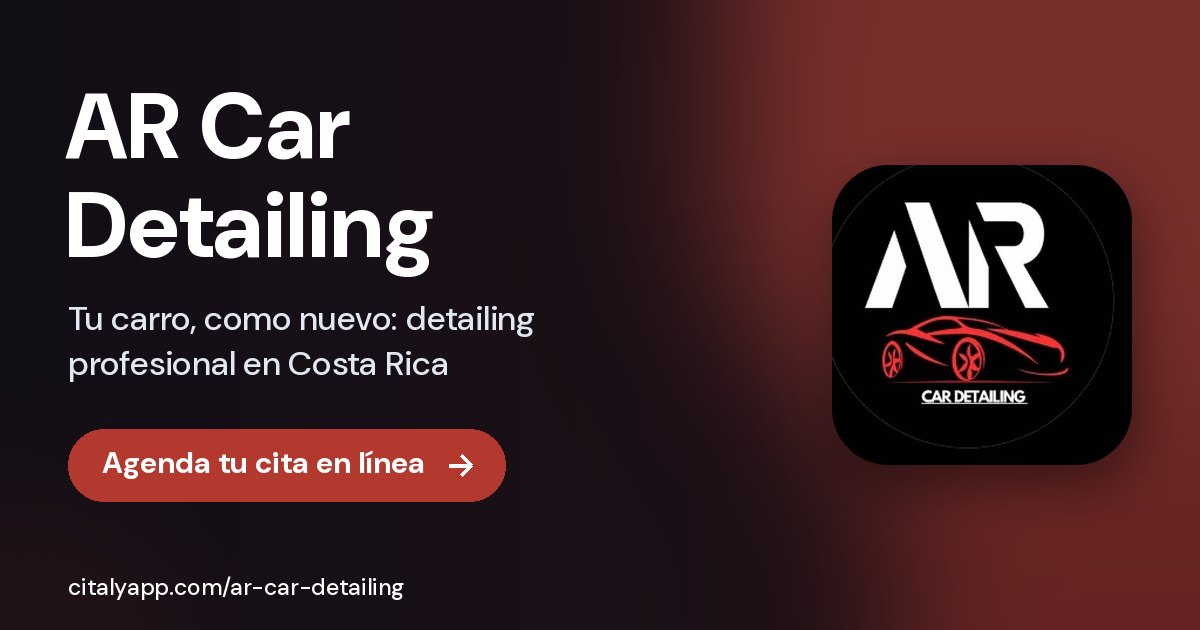 AR Car
Detailing
Tu carro, como nuevo: detailing
profesional en Costa Rica
Agenda tu cita en línea →
citalyapp.com/ar-car-detailing
AR
CAR DETAILING